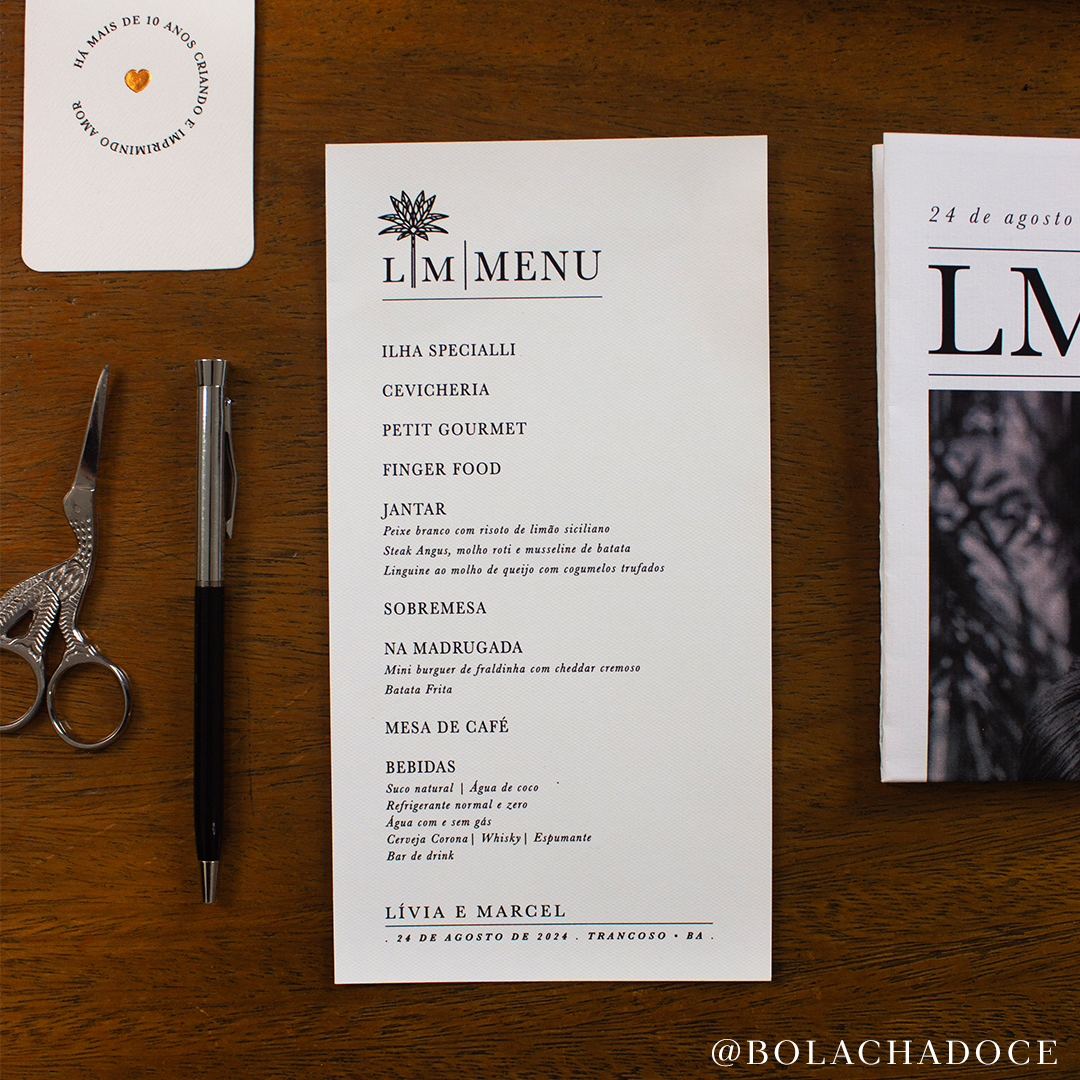 HÁ MAIS DE 10 ANOS CRIANDO E IMPRIMINDO AMOR
L M | MENU
ILHA SPECIALLI
CEVICHERIA
PETIT GOURMET
FINGER FOOD
JANTAR
Peixe branco com risoto de limão siciliano
Steak Angus, molho roti e musseline de batata
Linguine ao molho de queijo com cogumelos trufados
SOBREMESA
NA MADRUGADA
Mini burguer de fraldinha com cheddar cremoso
Batata Frita
MESA DE CAFÉ
BEBIDAS
Suco natural | Água de coco
Refrigerante normal e zero
Água com e sem gás
Cerveja Corona | Whisky | Espumante
Bar de drink
LÍVIA E MARCEL
. 24 DE AGOSTO DE 2024 . TRANCOSO • BA .
24 de agosto
LM
@BOLACHADOCE